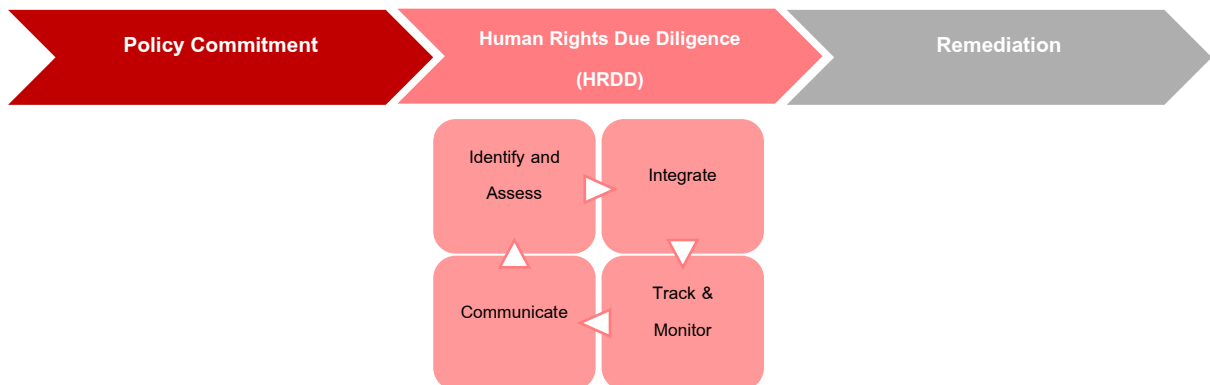 Policy Commitment
Human Rights Due Diligence
(HRDD)
Remediation
Identify and
Assess
Integrate
Communicate
Track &
Monitor